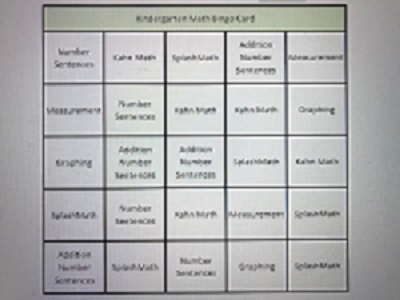 Kindergarten Math Bingo Card
Number
Sentences
Kahn Math
SplashMath
Addition
Number
Sentences
Measurement
Measurement
Number
Sentences
Kahn Math
Kahn Math
Graphing
Graphing
Addition
Number
Sentences
Addition
Number
Sentences
SplashMath
Kahn Math
SplashMath
Number
Sentences
Kahn Math
Measurement
SplashMath
Addition
Number
Sentences
SplashMath
Number
Sentences
Graphing
SplashMath